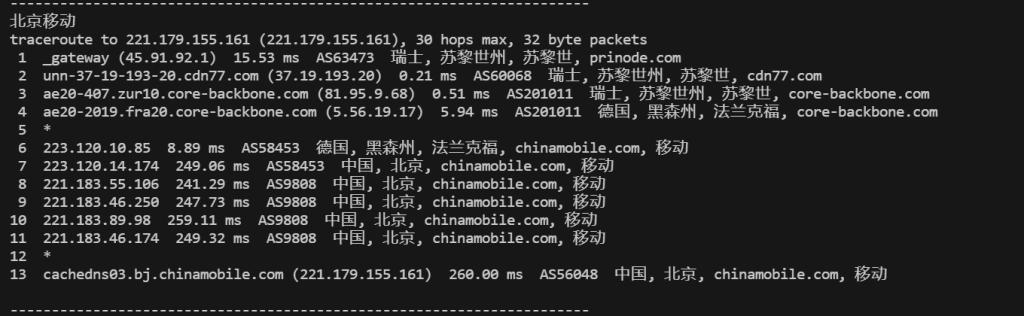 ----------------------------------------------------------------------
北京移动
traceroute to 221.179.155.161 (221.179.155.161), 30 hops max, 32 byte packets
 1  _gateway (45.91.92.1)  15.53 ms  AS63473  瑞士, 苏黎世州, 苏黎世, prinode.com
 2  unn-37-19-193-20.cdn77.com (37.19.193.20)  0.21 ms  AS60068  瑞士, 苏黎世州, 苏黎世, cdn77.com
 3  ae20-407.zur10.core-backbone.com (81.95.9.68)  0.51 ms  AS201011  瑞士, 苏黎世州, 苏黎世, core-backbone.com
 4  ae20-2019.fra20.core-backbone.com (5.56.19.17)  5.94 ms  AS201011  德国, 黑森州, 法兰克福, core-backbone.com
 5  *
 6  223.120.10.85  8.89 ms  AS58453  德国, 黑森州, 法兰克福, chinamobile.com, 移动
 7  223.120.14.174  249.06 ms  AS58453  中国, 北京, chinamobile.com, 移动
 8  221.183.55.106  241.29 ms  AS9808  中国, 北京, chinamobile.com, 移动
 9  221.183.46.250  247.73 ms  AS9808  中国, 北京, chinamobile.com, 移动
10  221.183.89.98  259.11 ms  AS9808  中国, 北京, chinamobile.com, 移动
11  221.183.46.174  249.32 ms  AS9808  中国, 北京, chinamobile.com, 移动
12  *
13  cachedns03.bj.chinamobile.com (221.179.155.161)  260.00 ms  AS56048  中国, 北京, chinamobile.com, 移动
----------------------------------------------------------------------